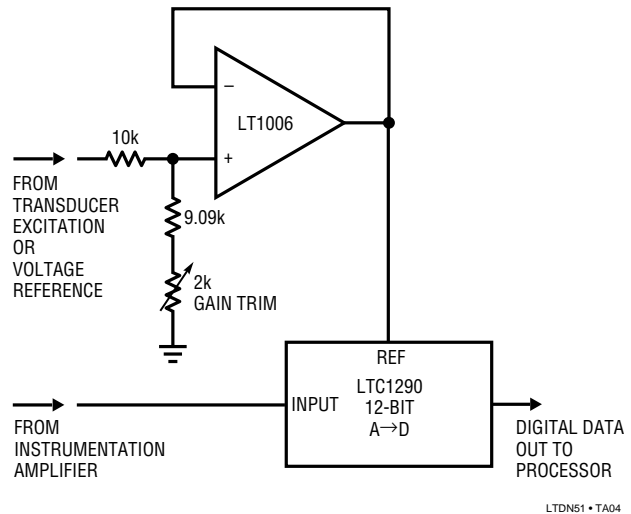 −
LT1006
+
10k
FROM
TRANSDUCER
EXCITATION
OR
VOLTAGE
REFERENCE
9.09k
2k
GAIN TRIM
REF
LTC1290
12-BIT
A→D
INPUT
FROM
INSTRUMENTATION
AMPLIFIER
DIGITAL DATA
OUT TO
PROCESSOR
LTDN51 • TA04